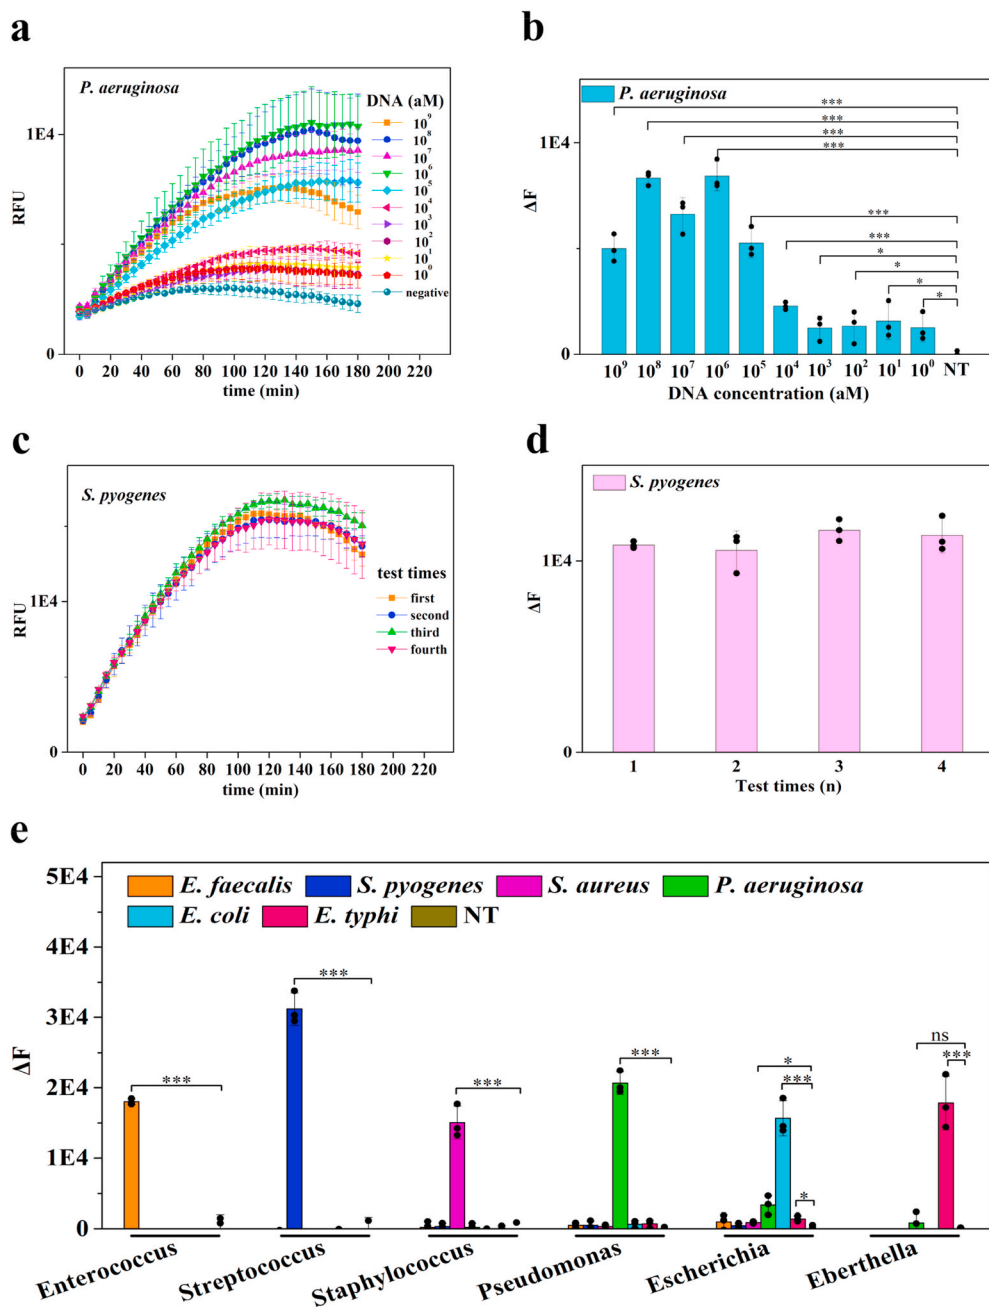 a
P. aeruginosa
DNA (aM)
10⁹
10⁸
10⁷
10⁶
10⁵
10⁴
10³
10²
10¹
10⁰
negative
1E4
0
RFU
0 20 40 60 80 100 120 140 160 180 200 220
time (min)
b
P. aeruginosa
***
***
***
***
***
***
*
*
*
*
1E4
0
ΔF
10⁹ 10⁸ 10⁷ 10⁶ 10⁵ 10⁴ 10³ 10² 10¹ 10⁰ NT
DNA concentration (aM)
c
S. pyogenes
test times
first
second
third
fourth
1E4
0
RFU
0 20 40 60 80 100 120 140 160 180 200 220
time (min)
d
S. pyogenes
1E4
0
ΔF
1 2 3 4
Test times (n)
e
E. faecalis S. pyogenes S. aureus P. aeruginosa
E. coli E. typhi NT
5E4
4E4
3E4
2E4
1E4
0
ΔF
***
***
***
***
*
***
*
ns
***
Enterococcus
Streptococcus
Staphylococcus
Pseudomonas
Escherichia
Eberthella